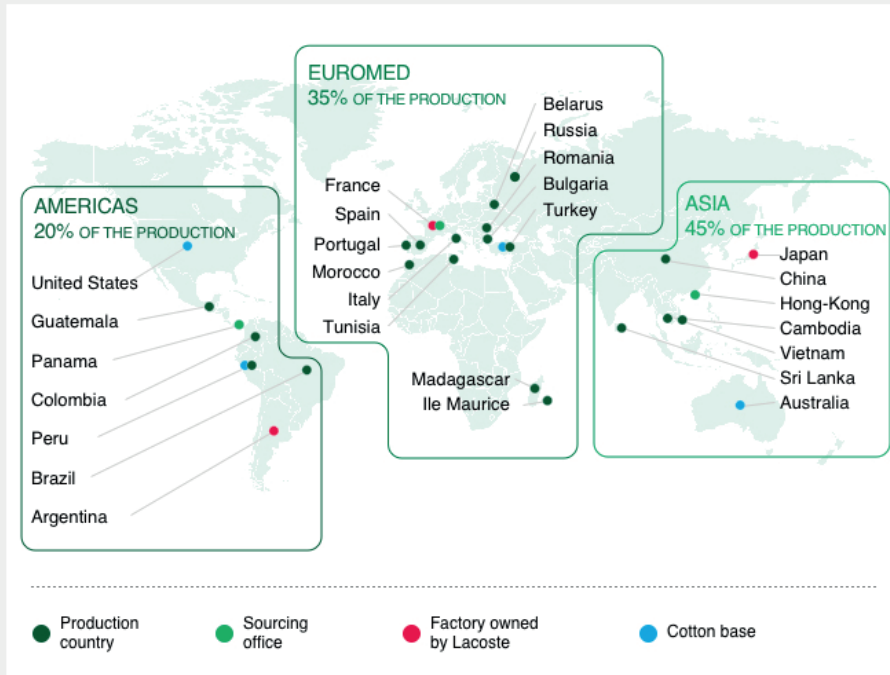 EUROMED
35% OF THE PRODUCTION
Belarus
Russia
Romania
Bulgaria
Turkey
France
Spain
Portugal
Morocco
Italy
Tunisia
Madagascar
Ile Maurice
AMERICAS
20% OF THE PRODUCTION
United States
Guatemala
Panama
Colombia
Peru
Brazil
Argentina
ASIA
45% OF THE PRODUCTION
Japan
China
Hong-Kong
Cambodia
Vietnam
Sri Lanka
Australia
Production
country
Sourcing
office
Factory owned
by Lacoste
Cotton base